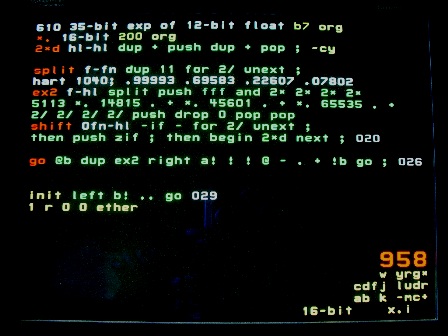 610 35-bit exp of 12-bit float b7 org
*. 16-bit 200 org
2*d hl-hl dup + push dup + pop ; -cy
split f-fn dup 11 for 2/ unext ;
hart 1040; .99993 .69583 .22607 .07802
ex2 f-hl split push fff and 2* 2* 2* 2*
5113 *. 14815 . + *. 45601 . + *. 65535 . +
2/ 2/ 2/ 2/ push drop 0 pop pop
shift 0fn-hl -if - for 2/ unext ;
then push zif ; then begin 2*d next ; 020
go @b dup ex2 right a! ! ! @ - . + !b go ; 026
init left b! .. go 029
1 r 0 0 ether
958
w yrg*
cdfj ludr
ab k -mc+
16-bit x.i